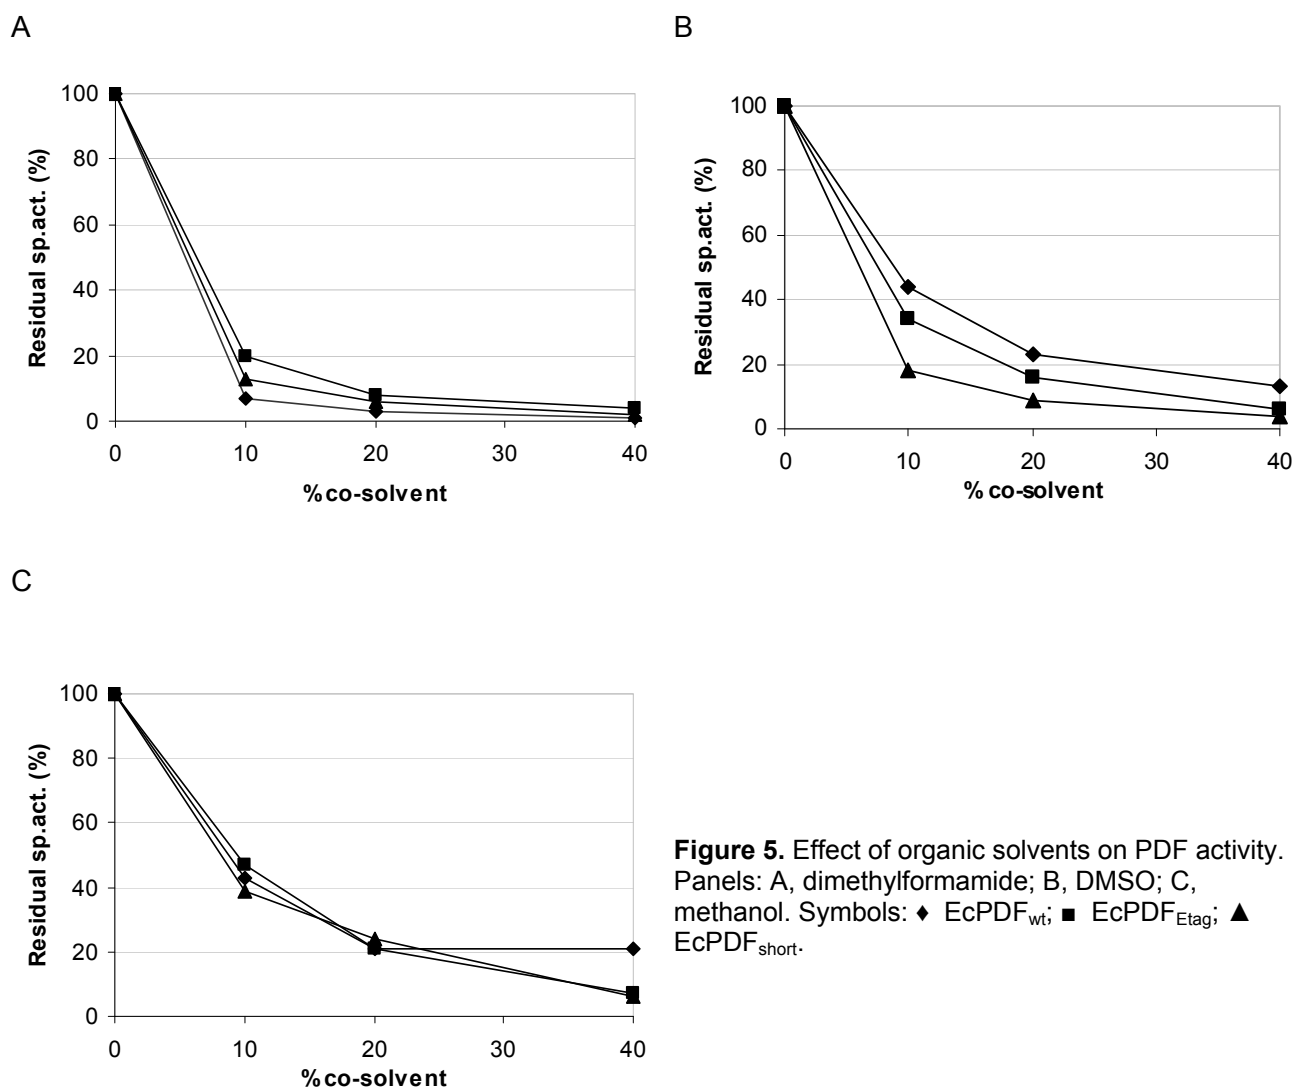 A
100
80
60
40
20
0
Residual sp.act. (%)
0 10 20 30 40
%co-solvent
B
100
80
60
40
20
0
Residual sp.act. (%)
0 10 20 30 40
%co-solvent
C
100
80
60
40
20
0
Residual sp.act. (%)
0 10 20 30 40
%co-solvent
Figure 5. Effect of organic solvents on PDF activity.
Panels: A, dimethylformamide; B, DMSO; C,
methanol. Symbols: ♦ EcPDFwt; ■ EcPDFEtag; ▲
EcPDFshort.